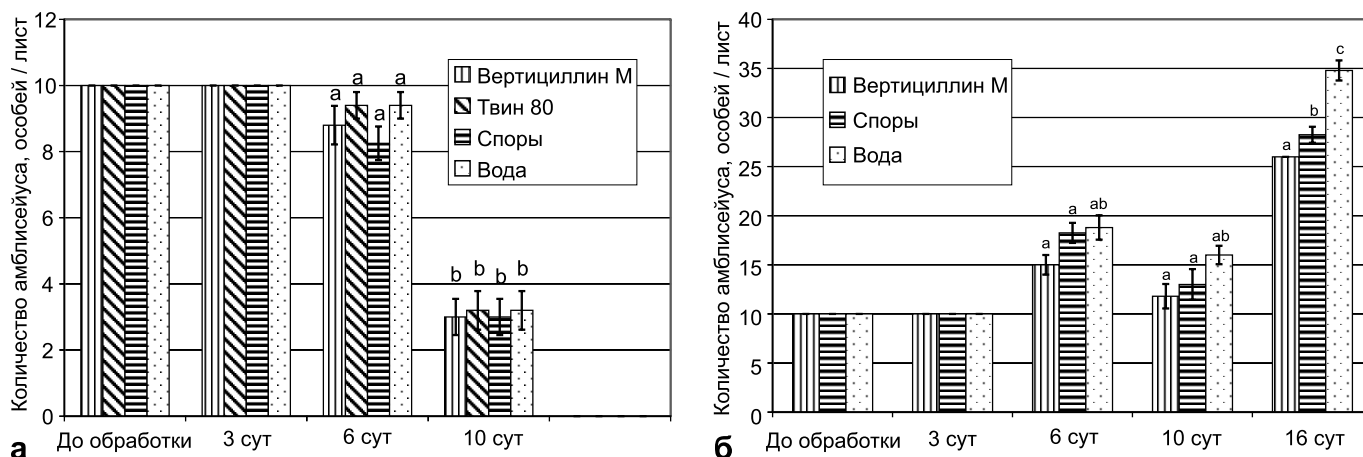 Количество амблисейуса, особей / лист
12
10
8
6
4
2
0
a
a
a
a
b
b
b
b
Вертициллин М
Твин 80
Споры
Вода
До обработки
3 сут
6 сут
10 сут
а
Количество амблисейуса, особей / лист
40
35
30
25
20
15
10
5
0
Вертициллин М
Споры
Вода
a
a
ab
a
a
ab
a
b
c
До обработки
3 сут
6 сут
10 сут
16 сут
б